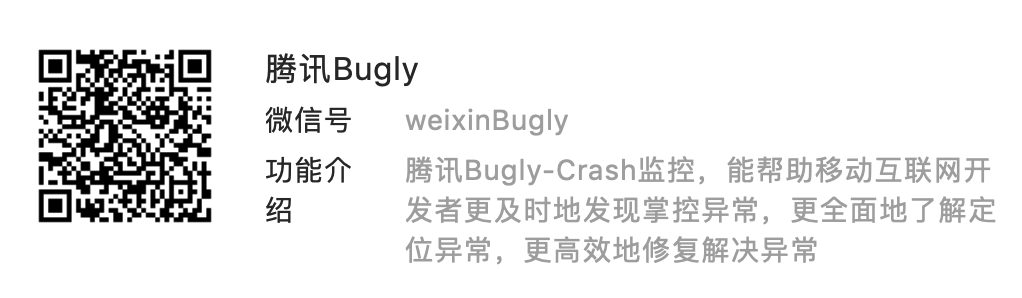 腾讯Bugly
微信号 weixinBugly
功能介绍 腾讯Bugly-Crash监控，能帮助移动互联网开
发者更及时地发现掌控异常，更全面地了解定
位异常，更高效地修复解决异常